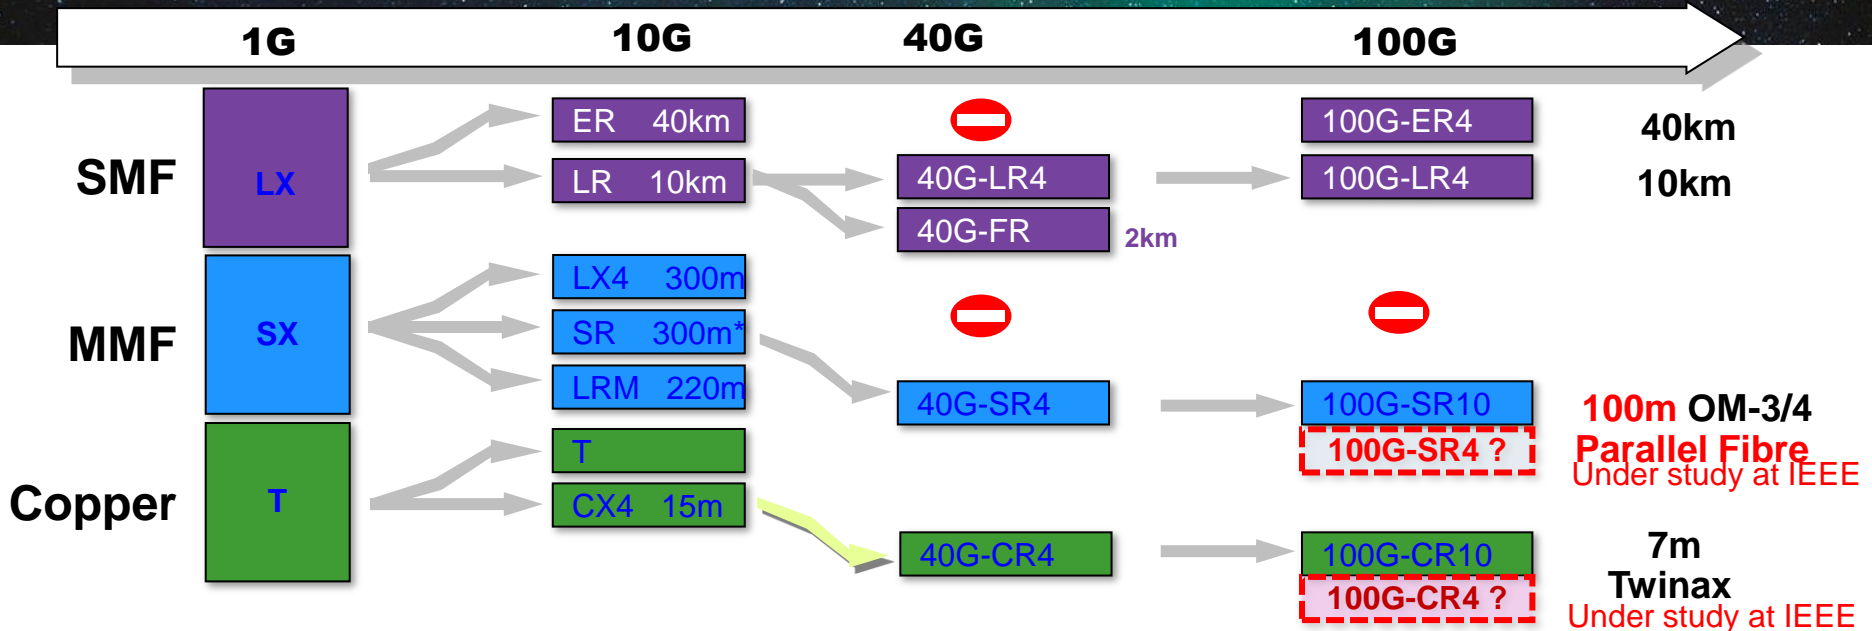 1G 10G 40G 100G
ER 40km 100G-ER4 40km
SMF LX LR 10km 40G-LR4 100G-LR4 10km
40G-FR 2km
LX4 300m
MMF SX SR 300m*
LRM 220m 40G-SR4 100G-SR10 100m OM-3/4
T 100G-SR4 ? Parallel Fibre
Under study at IEEE
Copper T CX4 15m
40G-CR4 100G-CR10 7m
Twinax
100G-CR4 ? Under study at IEEE